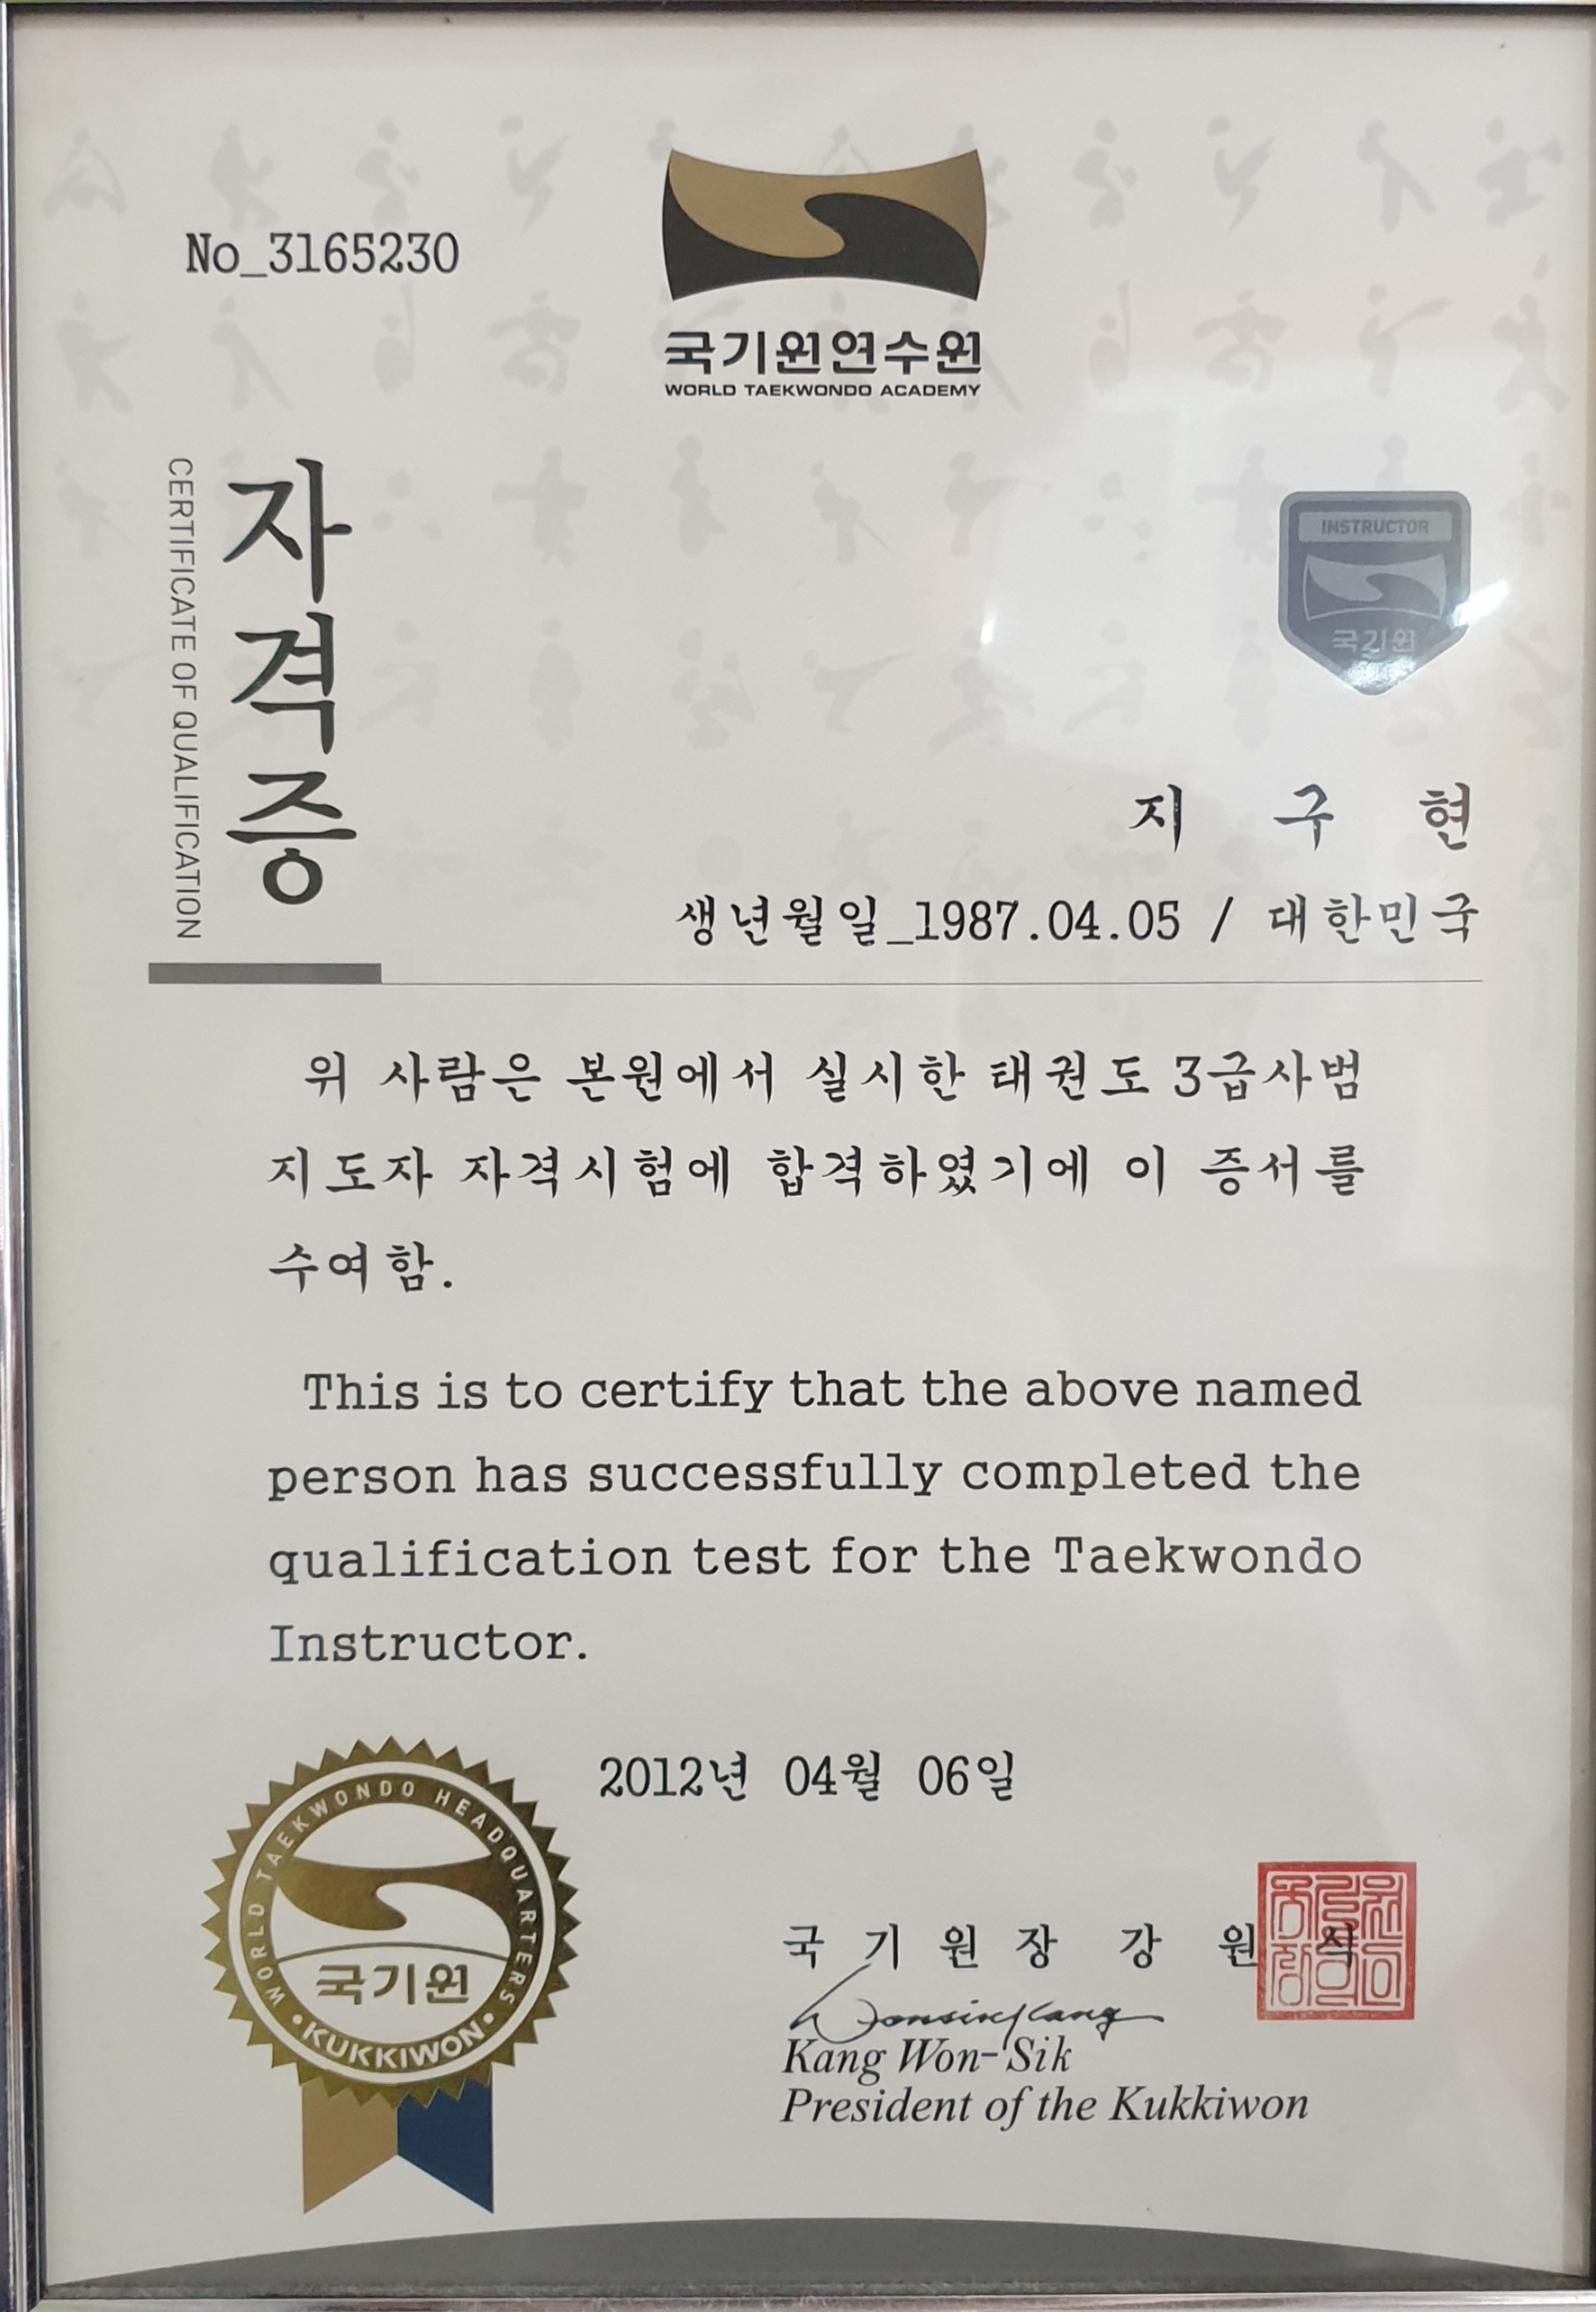 No_3165230
국기원연수원
WORLD TAEKWONDO ACADEMY
자격증
CERTIFICATE OF QUALIFICATION
INSTRUCTOR
국기원
지 구 현
생년월일_1987.04.05 / 대한민국
위 사람은 본원에서 실시한 태권도 3급사범
지도자 자격시험에 합격하였기에 이 증서를
수여함.
This is to certify that the above named
person has successfully completed the
qualification test for the Taekwondo
Instructor.
2012년 04월 06일
WORLD TAEKWONDO HEADQUARTERS
국기원
• KUKKIWON •
국 기 원 장 강 원 식
Kang Won-Sik
President of the Kukkiwon